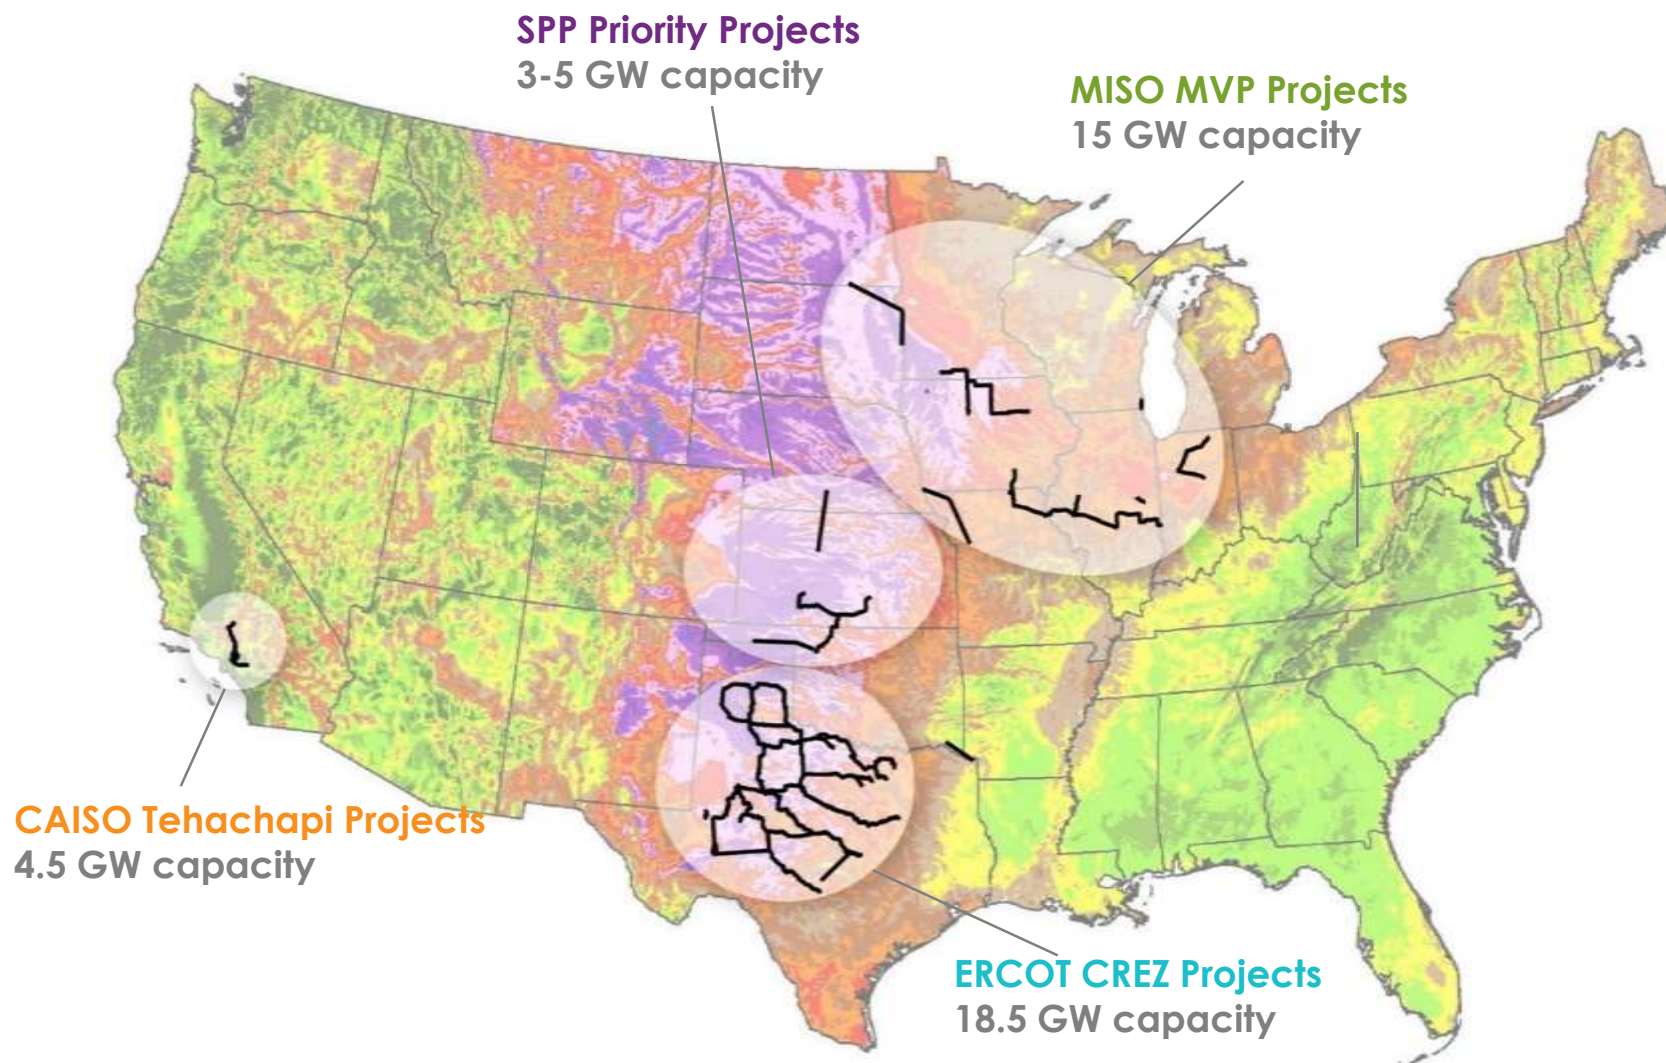 SPP Priority Projects
3-5 GW capacity
MISO MVP Projects
15 GW capacity
CAISO Tehachapi Projects
4.5 GW capacity
ERCOT CREZ Projects
18.5 GW capacity